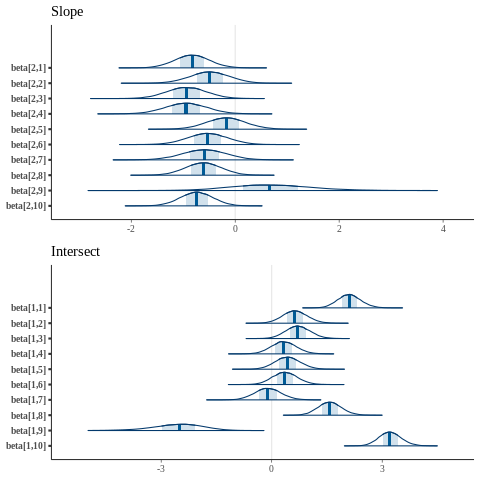 Slope
beta[2,1]
beta[2,2]
beta[2,3]
beta[2,4]
beta[2,5]
beta[2,6]
beta[2,7]
beta[2,8]
beta[2,9]
beta[2,10]
-2 0 2 4
Intersect
beta[1,1]
beta[1,2]
beta[1,3]
beta[1,4]
beta[1,5]
beta[1,6]
beta[1,7]
beta[1,8]
beta[1,9]
beta[1,10]
-3 0 3